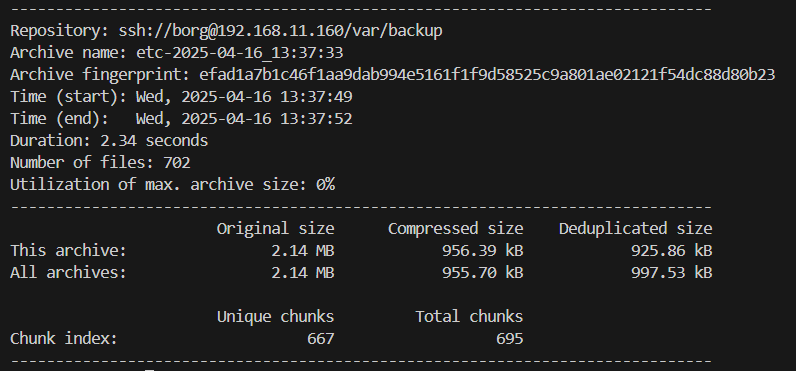 ------------------------------------------------------------------------------
Repository: ssh://borg@192.168.11.160/var/backup
Archive name: etc-2025-04-16_13:37:33
Archive fingerprint: efad1a7b1c46f1aa9dab994e5161f1f9d58525c9a801ae02121f54dc88d80b23
Time (start): Wed, 2025-04-16 13:37:49
Time (end):   Wed, 2025-04-16 13:37:52
Duration: 2.34 seconds
Number of files: 702
Utilization of max. archive size: 0%
------------------------------------------------------------------------------
                       Original size      Compressed size    Deduplicated size
This archive:                2.14 MB            956.39 kB            925.86 kB
All archives:                2.14 MB            955.70 kB            997.53 kB

                       Unique chunks         Total chunks
Chunk index:                     667                  695
------------------------------------------------------------------------------